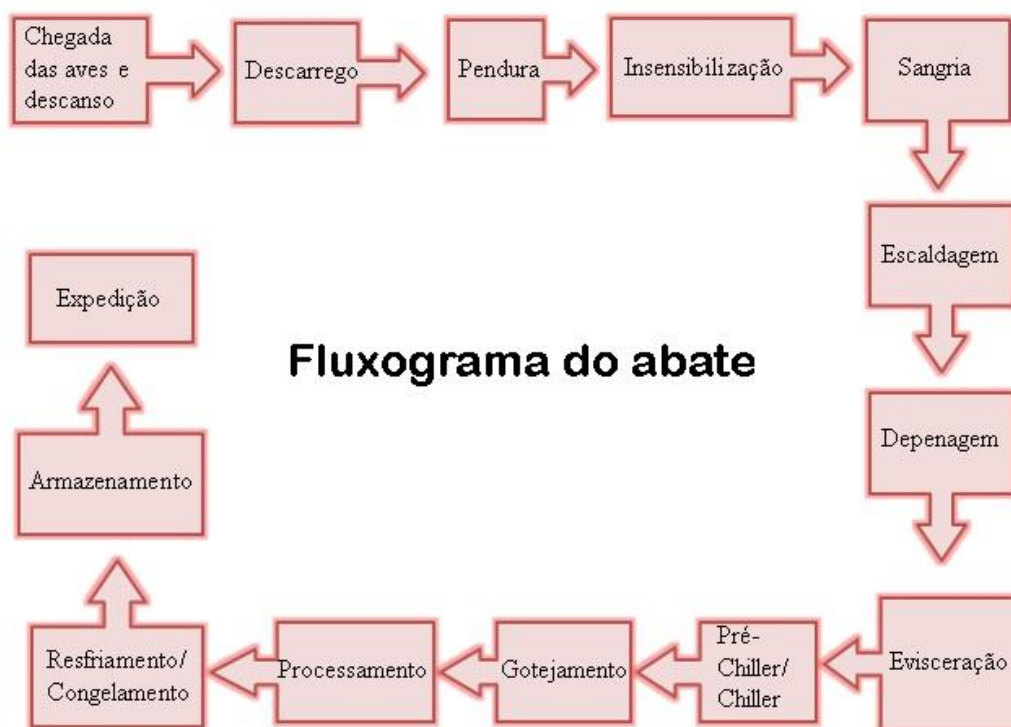 Chegada
das aves e
descanso
Descarrego
Pendura
Insensibilização
Sangria
Escaldagem
Depenagem
Evisceração
Pré-
Chiller/
Chiller
Gotejamento
Processamento
Resfriamento/
Congelamento
Armazenamento
Expedição
Fluxograma do abate